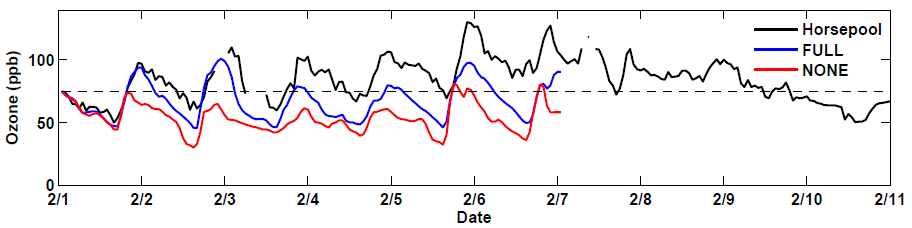 Horsepool
FULL
NONE
Ozone (ppb)
100
50
0
2/1 2/2 2/3 2/4 2/5 2/6 2/7 2/8 2/9 2/10 2/11
Date